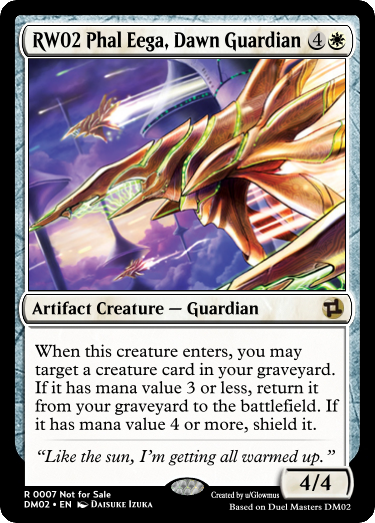 RW02 Phal Eega, Dawn Guardian 4
Artifact Creature — Guardian
When this creature enters, you may
target a creature card in your graveyard.
If it has mana value 3 or less, return it
from your graveyard to the battlefield. If
it has mana value 4 or more, shield it.
“Like the sun, I’m getting all warmed up.”
4/4
R 0007 Not for Sale
DM02 • EN Daisuke Izuka
Created by u/Glowmus
Based on Duel Masters DM02